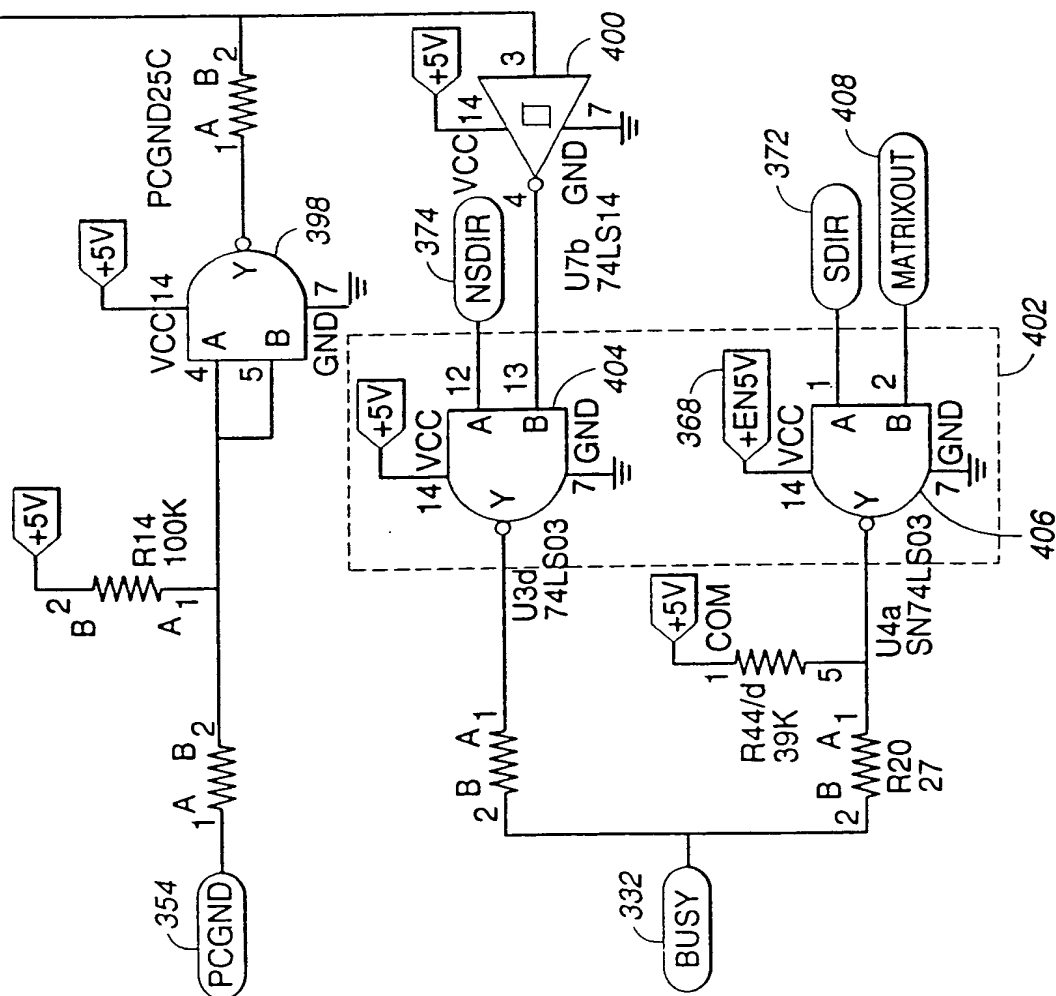 PCGND25C
+5V
VCC 14
398
1 A B 2
4 A
5 B
Y
GND 7
+5V
2
B
R14
100K
A 1
354
PCGND
1 A B 2
+5V
VCC 14
3
400
4
GND 7
U7b
74LS14
374
NSDIR
+5V
14 VCC
12 A
13 B
Y
404
7 GND
U3d
74LS03
2 B A 1
372
SDIR
408
MATRIXOUT
368
+EN5V
14 VCC
1 A
2 B
Y
7 GND
406
402
U4a
SN74LS03
+5V
1 COM
R44/d
39K
5
2 B A 1
R20
27
332
BUSY